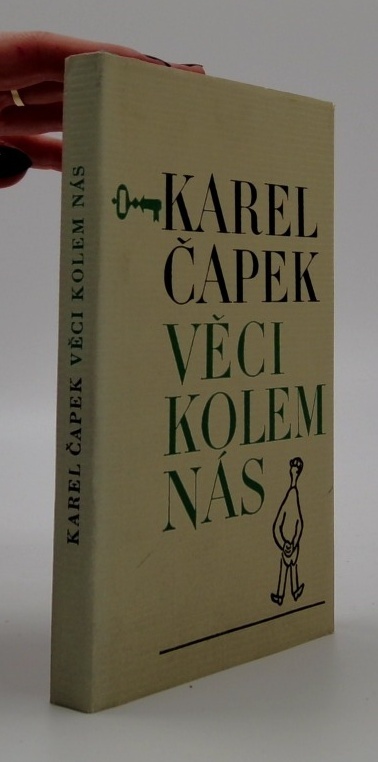 KAREL ČAPEK VĚCI KOLEM NÁS
KAREL
ČAPEK
VĚCI
KOLEM
NÁS